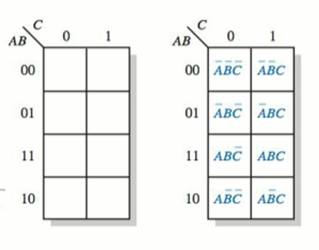 C C
AB 0 1 AB 0 1
00 00 A̅B̅C̅ A̅B̅C
01 01 A̅BC̅ A̅BC
11 11 ABC̅ ABC
10 10 AB̅C̅ AB̅C